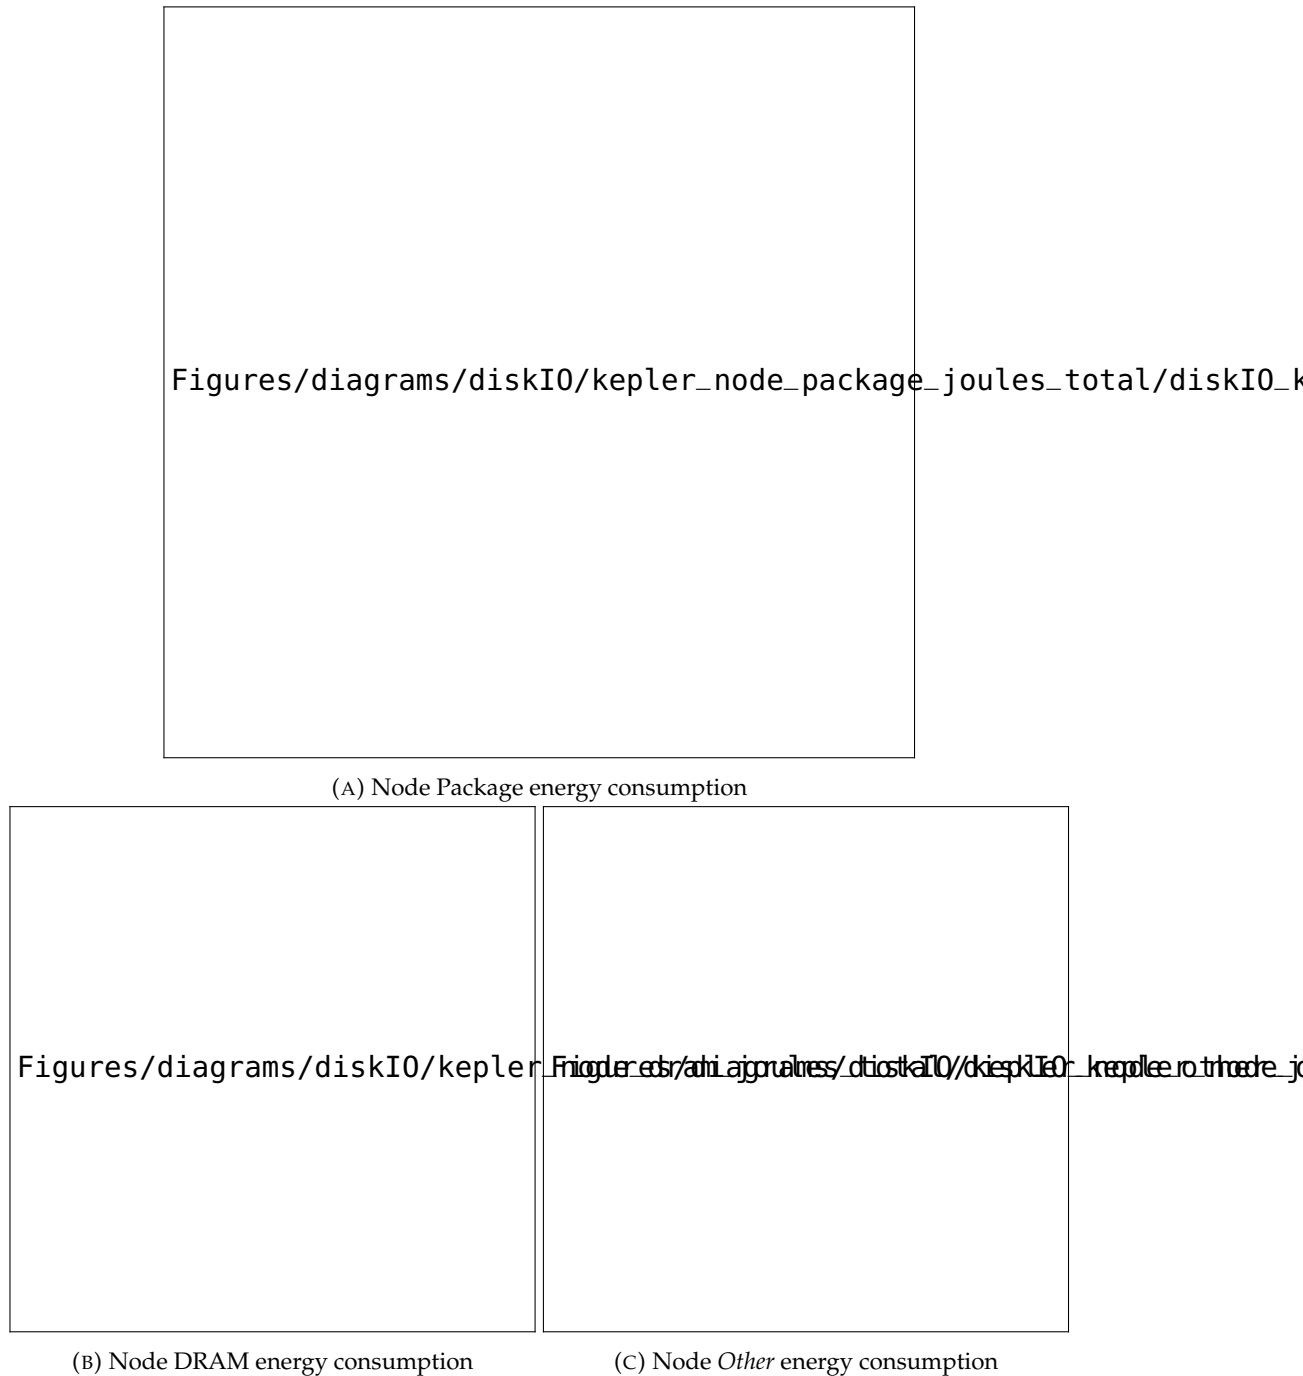 Figures/diagrams/diskIO/kepler_node_package_joules_total/diskIO_k
(A) Node Package energy consumption
Figures/diagrams/diskIO/kepler
(B) Node DRAM energy consumption
(C) Node Other energy consumption